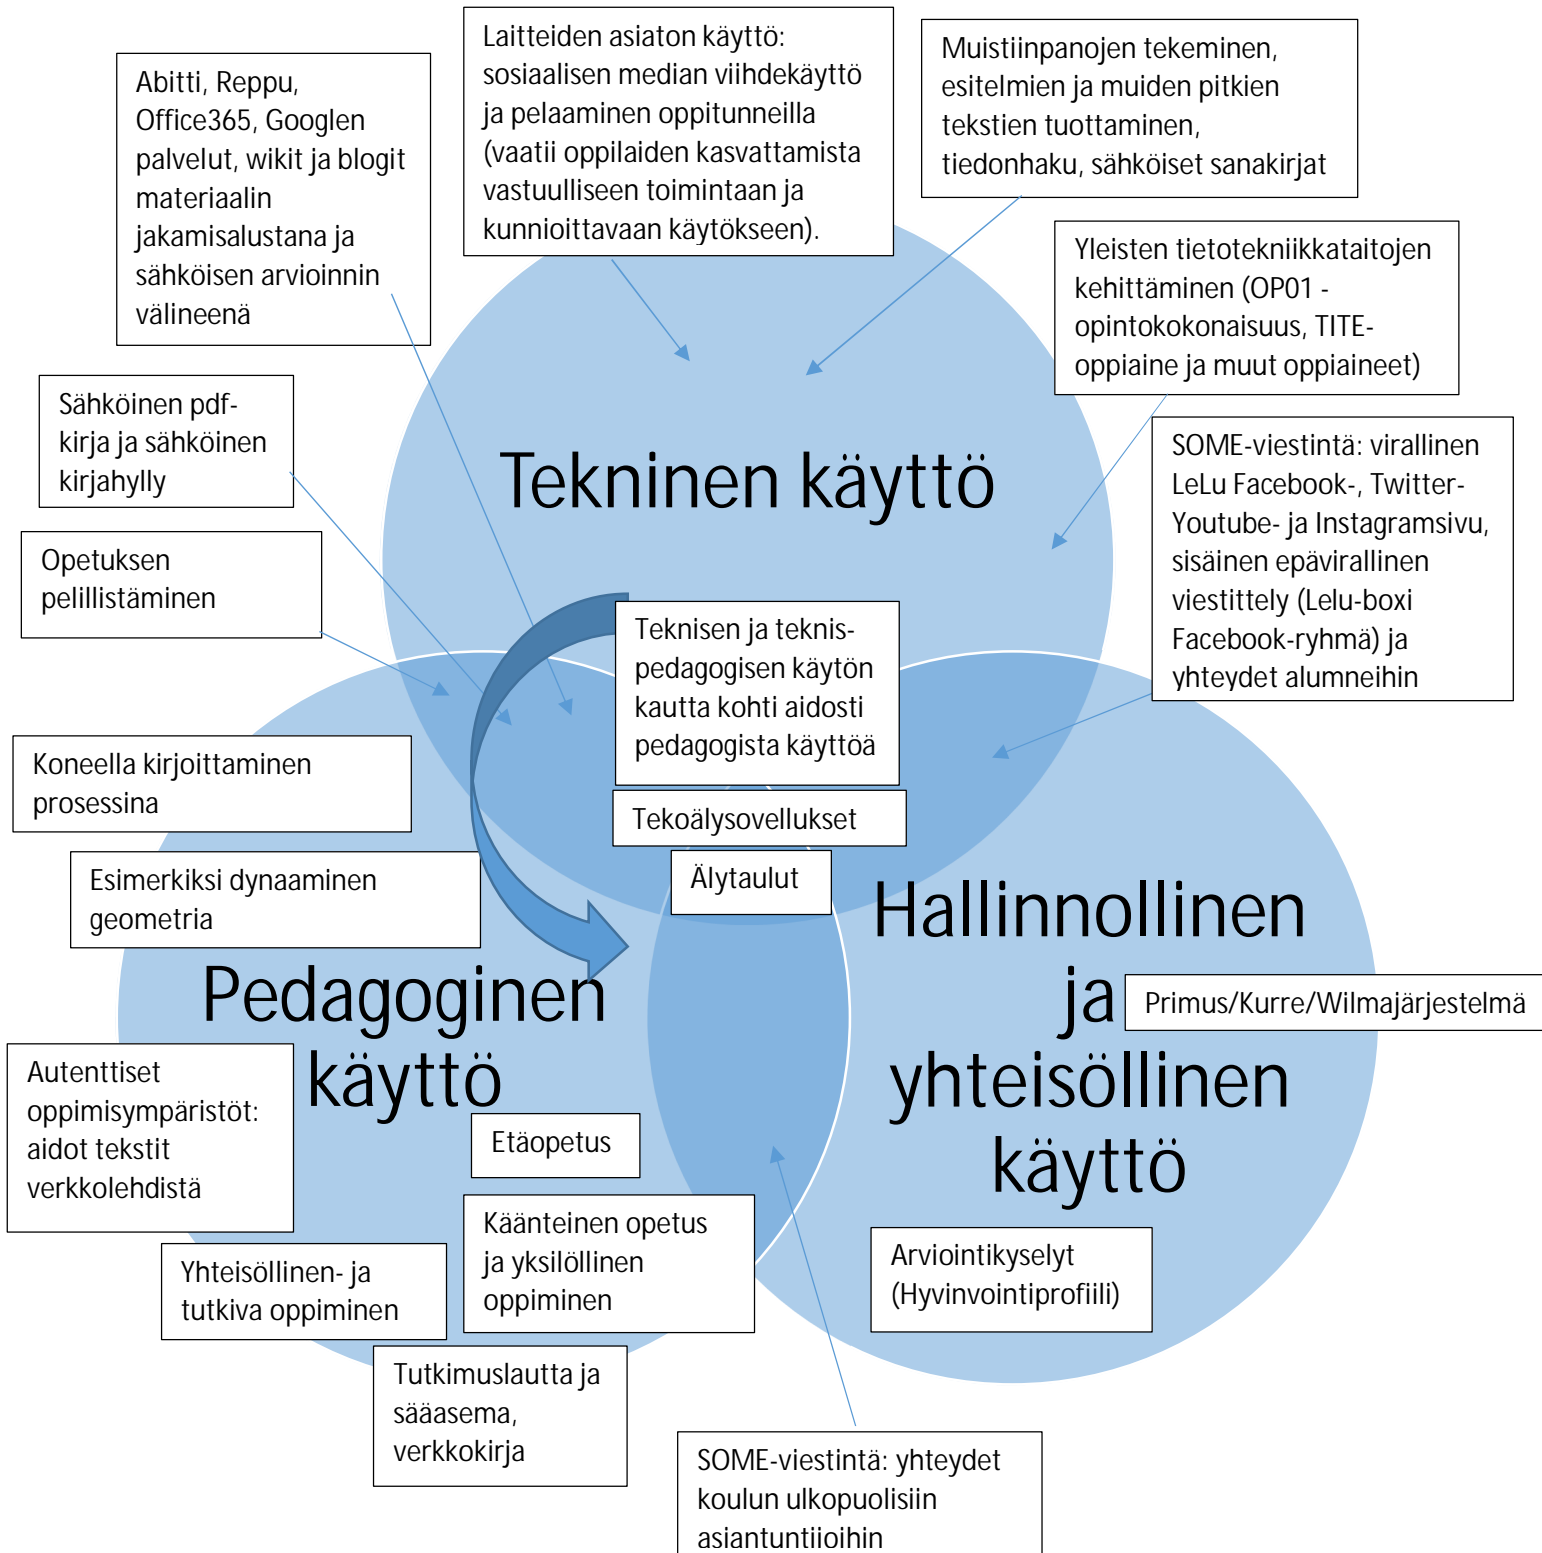 Laitteiden asiaton käyttö:
sosiaalisen median viihdekäyttö
ja pelaaminen oppitunneilla
(vaatii oppilaiden kasvattamista
vastuulliseen toimintaan ja
kunnioittavaan käytökseen).
Muistiinpanojen tekeminen,
esitelmien ja muiden pitkien
tekstien tuottaminen,
tiedonhaku, sähköiset sanakirjat
Abitti, Reppu,
Office365, Googlen
palvelut, wikit ja blogit
materiaalin
jakamisalustana ja
sähköisen arvioinnin
välineenä
Yleisten tietotekniikkataitojen
kehittäminen (OP01 -
opintokokonaisuus, TITE-
oppiaine ja muut oppiaineet)
Sähköinen pdf-
kirja ja sähköinen
kirjahylly
SOME-viestintä: virallinen
LeLu Facebook-, Twitter-
Youtube- ja Instagramsivu,
sisäinen epävirallinen
viestittely (Lelu-boxi
Facebook-ryhmä) ja
yhteydet alumneihin
Tekninen käyttö
Opetuksen
pelillistäminen
Teknisen ja teknis-
pedagogisen käytön
kautta kohti aidosti
pedagogista käyttöä
Koneella kirjoittaminen
prosessina
Tekoälysovellukset
Älytaulut
Esimerkiksi dynaaminen
geometria
Pedagoginen
käyttö
Hallinnollinen
ja
yhteisöllinen
käyttö
Primus/Kurre/Wilmajärjestelmä
Autenttiset
oppimisympäristöt:
aidot tekstit
verkkolehdistä
Etäopetus
Käänteinen opetus
ja yksilöllinen
oppiminen
Yhteisöllinen- ja
tutkiva oppiminen
Arviointikyselyt
(Hyvinvointiprofiili)
Tutkimuslautta ja
sääasema,
verkkokirja
SOME-viestintä: yhteydet
koulun ulkopuolisiin
asiantuntijoihin